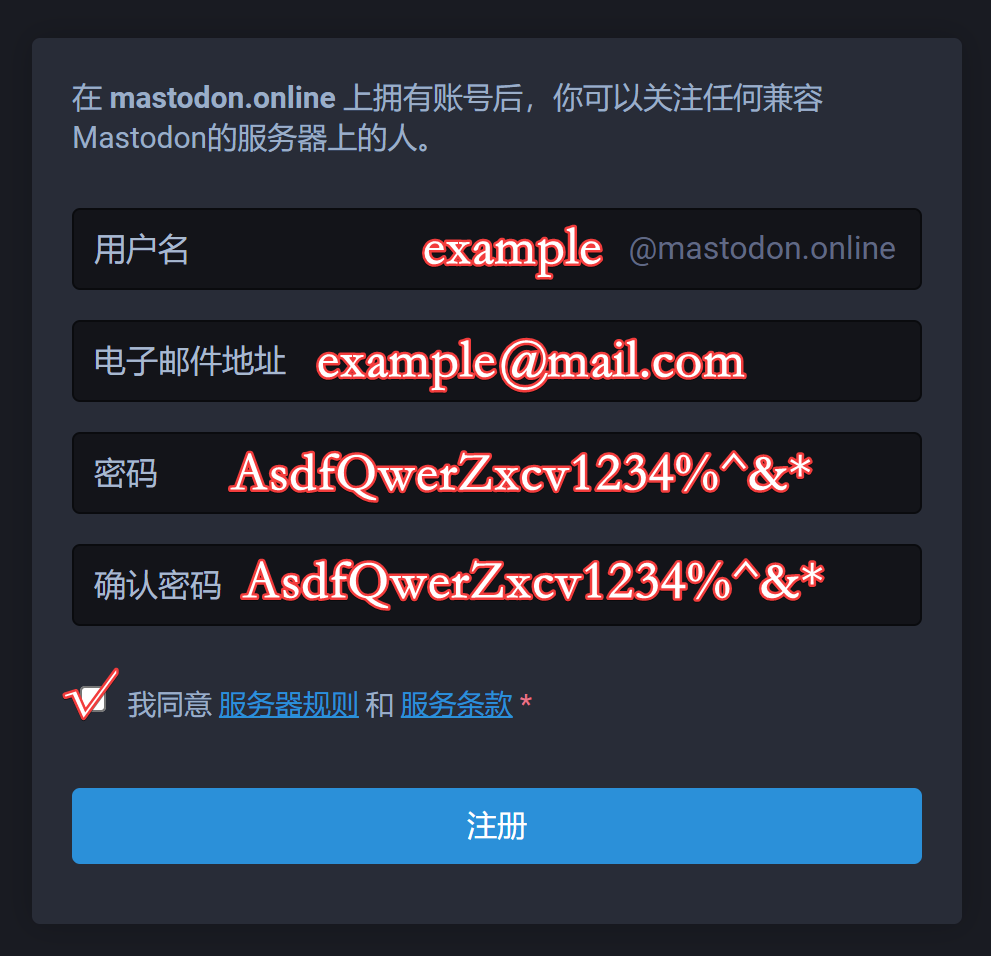 在 mastodon.online 上拥有账号后，你可以关注任何兼容
Mastodon的服务器上的人。
用户名 example @mastodon.online
电子邮件地址 example@mail.com
密码 AsdfQwerZxcv1234%^&*
确认密码 AsdfQwerZxcv1234%^&*
我同意 服务器规则 和 服务条款 *
注册